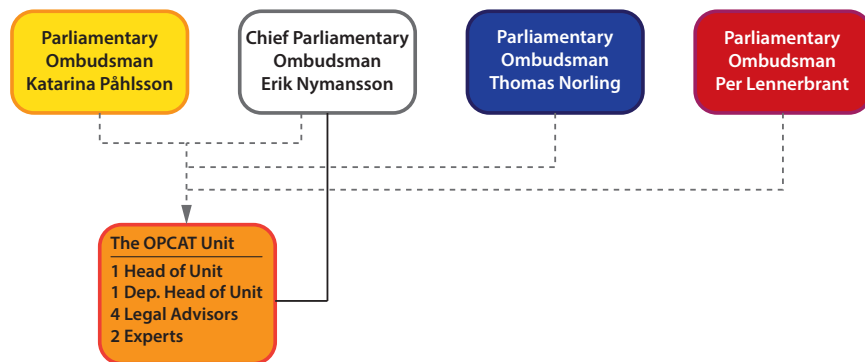 Parliamentary
Ombudsman
Katarina Påhlsson
Chief Parliamentary
Ombudsman
Erik Nymansson
Parliamentary
Ombudsman
Thomas Norling
Parliamentary
Ombudsman
Per Lennerbrant
The OPCAT Unit
1 Head of Unit
1 Dep. Head of Unit
4 Legal Advisors
2 Experts